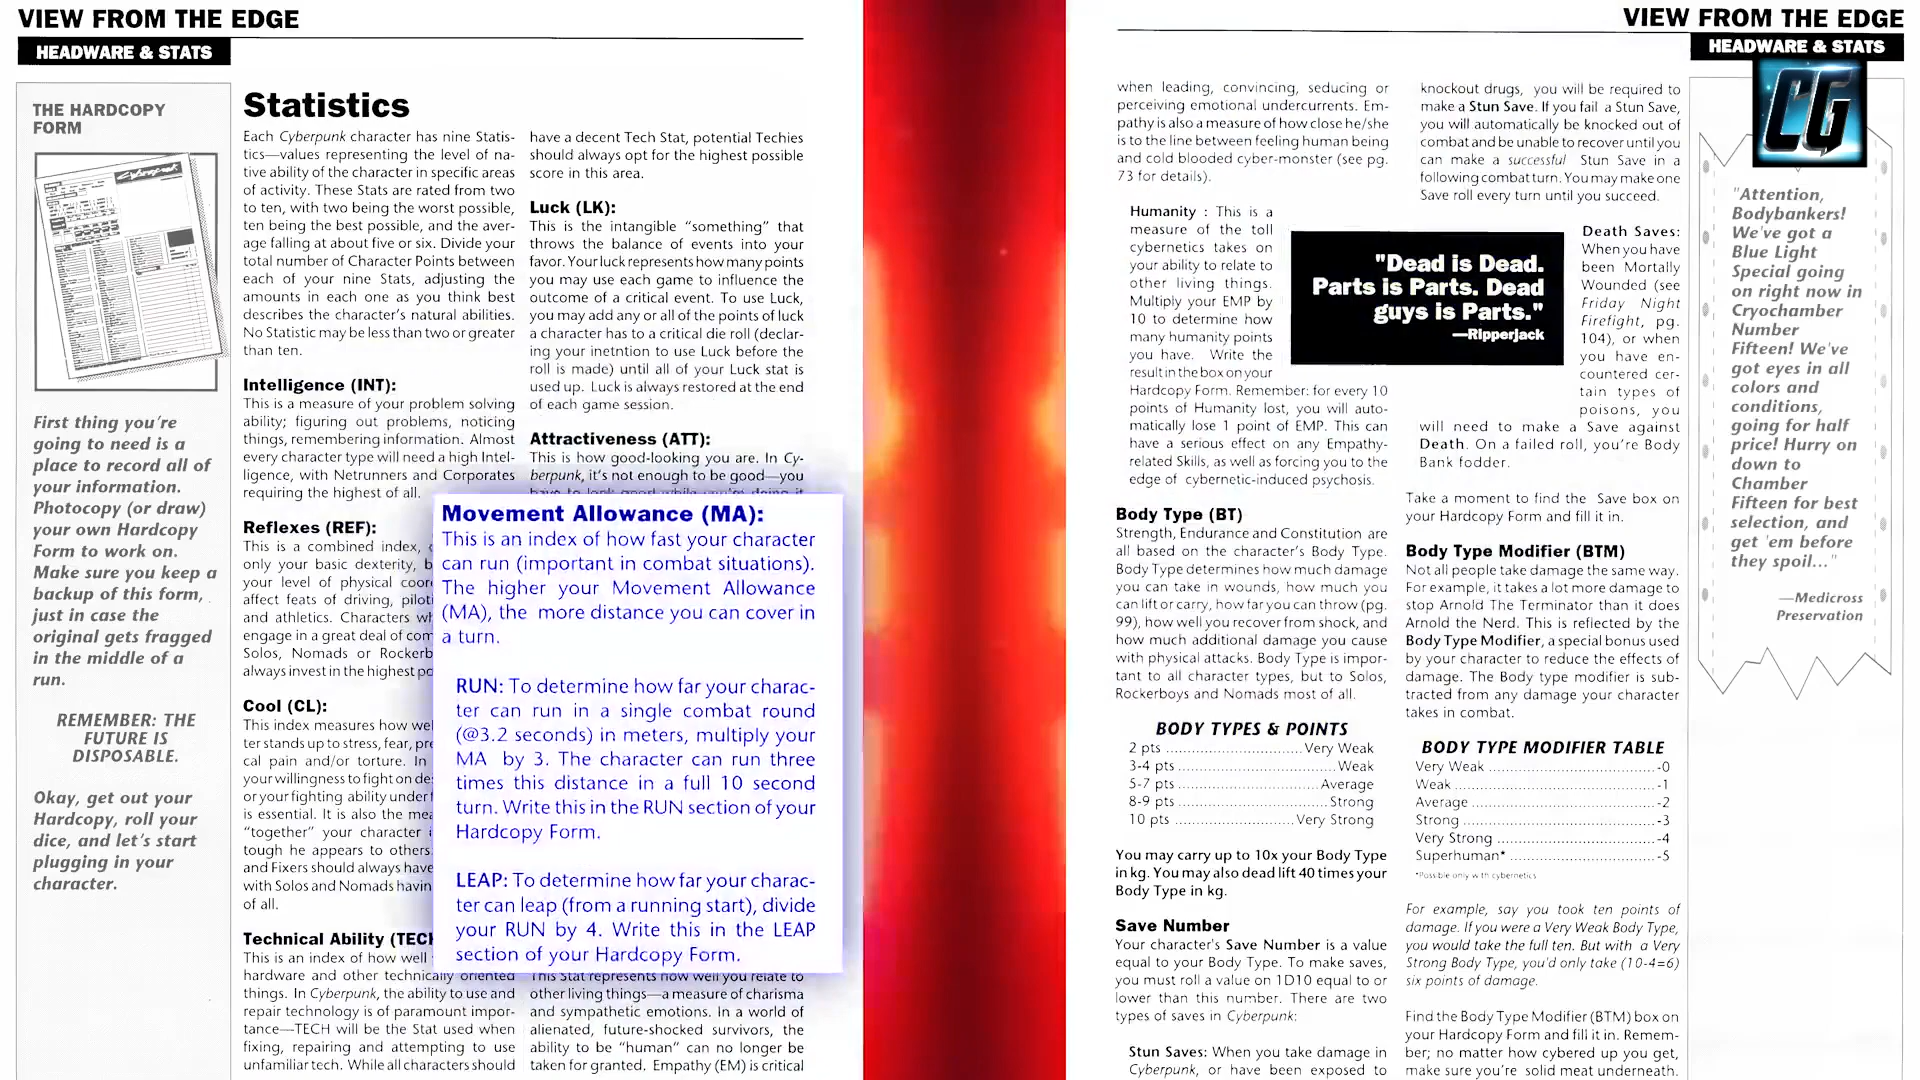 VIEW FROM THE EDGE
HEADWARE & STATS
THE HARDCOPY
FORM
First thing you're
going to need is a
place to record all of
your information.
Photocopy (or draw)
your own Hardcopy
Form to work on.
Make sure you keep a
backup of this form,
just in case the
original gets fragged
in the middle of a
run.
REMEMBER: THE
FUTURE IS
DISPOSABLE.
Okay, get out your
Hardcopy, roll your
dice, and let's start
plugging in your
character.
Statistics
Each Cyberpunk character has nine Statis-
tics—values representing the level of na-
tive ability of the character in specific areas
of activity. These Stats are rated from two
to ten, with two being the worst possible,
ten being the best possible, and the aver-
age falling at about five or six. Divide your
total number of Character Points between
each of your nine Stats, adjusting the
amounts in each one as you think best
describes the character's natural abilities.
No Statistic may be less than two or greater
than ten.
Intelligence (INT):
This is a measure of your problem solving
ability; figuring out problems, noticing
things, remembering information. Almost
every character type will need a high Intel-
ligence, with Netrunners and Corporates
requiring the highest of all.
Reflexes (REF):
This is a combined index,
only your basic dexterity,
your level of physical
affect feats of driving,
and athletics. Characters
engage in a great deal of
Solos, Nomads or
always invest in the highest
Cool (CL):
This index measures how
ter stands up to stress, fear,
cal pain and/or torture. In
your willingness to fight on
or your fighting ability
is essential. It is also the
"together" your character
tough he appears to others.
and Fixers should always have
with Solos and Nomads
of all.
Technical Ability
This is an index of how well
hardware and other technically oriented
things. In Cyberpunk, the ability to use and
repair technology is of paramount impor-
tance—TECH will be the Stat used when
fixing, repairing and attempting to use
unfamiliar tech. While all characters should
have a decent Tech Stat, potential Techies
should always opt for the highest possible
score in this area.
Luck (LK):
This is the intangible "something" that
throws the balance of events into your
favor. Your luck represents how many points
you may use each game to influence the
outcome of a critical event. To use Luck,
you may add any or all of the points of luck
a character has to a critical die roll (declar-
ing your inetntion to use Luck before the
roll is made) until all of your Luck stat is
used up. Luck is always restored at the end
of each game session.
Attractiveness (ATT):
This is how good-looking you are. In Cy-
berpunk, it's not enough to be good—you
have to look good while you're doing it
Movement Allowance (MA):
This is an index of how fast your character
can run (important in combat situations).
The higher your Movement Allowance
(MA), the more distance you can cover in
a turn.
RUN: To determine how far your charac-
ter can run in a single combat round
(@3.2 seconds) in meters, multiply your
MA by 3. The character can run three
times this distance in a full 10 second
turn. Write this in the RUN section of your
Hardcopy Form.
LEAP: To determine how far your charac-
ter can leap (from a running start), divide
your RUN by 4. Write this in the LEAP
section of your Hardcopy Form.
This Stat represents how well you relate to
other living things—a measure of charisma
and sympathetic emotions. In a world of
alienated, future-shocked survivors, the
ability to be "human" can no longer be
taken for granted. Empathy (EM) is critical
VIEW FROM THE EDGE
HEADWARE & STATS
CG
when leading, convincing, seducing or
perceiving emotional undercurrents. Em-
pathy is also a measure of how close he/she
is to the line between feeling human being
and cold blooded cyber-monster (see pg.
73 for details).
Humanity : This is a
measure of the toll
cybernetics takes on
your ability to relate to
other living things.
Multiply your EMP by
10 to determine how
many humanity points
you have. Write the
result in the box on your
Hardcopy Form. Remember: for every 10
points of Humanity lost, you will auto-
matically lose 1 point of EMP. This can
have a serious effect on any Empathy-
related Skills, as well as forcing you to the
edge of cybernetic-induced psychosis.
"Dead is Dead.
Parts is Parts. Dead
guys is Parts."
—Ripperjack
Body Type (BT)
Strength, Endurance and Constitution are
all based on the character's Body Type.
Body Type determines how much damage
you can take in wounds, how much you
can lift or carry, how far you can throw (pg.
99), how well you recover from shock, and
how much additional damage you cause
with physical attacks. Body Type is impor-
tant to all character types, but to Solos,
Rockerboys and Nomads most of all.
BODY TYPES & POINTS
2 pts ..............................Very Weak
3-4 pts ....................................Weak
5-7 pts ................................Average
8-9 pts ..................................Strong
10 pts ............................Very Strong
You may carry up to 10x your Body Type
in kg. You may also dead lift 40 times your
Body Type in kg.
Save Number
Your character's Save Number is a value
equal to your Body Type. To make saves,
you must roll a value on 1D10 equal to or
lower than this number. There are two
types of saves in Cyberpunk:
Stun Saves: When you take damage in
Cyberpunk, or have been exposed to
knockout drugs, you will be required to
make a Stun Save. If you fail a Stun Save,
you will automatically be knocked out of
combat and be unable to recover until you
can make a successful Stun Save in a
following combat turn. You may make one
Save roll every turn until you succeed.
Death Saves:
When you have
been Mortally
Wounded (see
Friday Night
Firefight, pg.
104), or when
you have en-
countered cer-
tain types of
poisons, you
will need to make a Save against
Death. On a failed roll, you're Body
Bank fodder.
Take a moment to find the Save box on
your Hardcopy Form and fill it in.
Body Type Modifier (BTM)
Not all people take damage the same way.
For example, it takes a lot more damage to
stop Arnold The Terminator than it does
Arnold the Nerd. This is reflected by the
Body Type Modifier, a special bonus used
by your character to reduce the effects of
damage. The Body type modifier is sub-
tracted from any damage your character
takes in combat.
BODY TYPE MODIFIER TABLE
Very Weak ....................................-0
Weak ............................................-1
Average ........................................-2
Strong ..........................................-3
Very Strong ..................................-4
Superhuman* ................................-5
*Possible only with cybernetics
For example, say you took ten points of
damage. If you were a Very Weak Body Type,
you would take the full ten. But with a Very
Strong Body Type, you'd only take (10-4=6)
six points of damage.
Find the Body Type Modifier (BTM) box on
your Hardcopy Form and fill it in. Remem-
ber; no matter how cybered up you get,
make sure you're solid meat underneath.
"Attention,
Bodybankers!
We've got a
Blue Light
Special going
on right now in
Cryochamber
Number
Fifteen! We've
got eyes in all
colors and
conditions,
going for half
price! Hurry on
down to
Chamber
Fifteen for best
selection, and
get 'em before
they spoil..."
—Medicross
Preservation